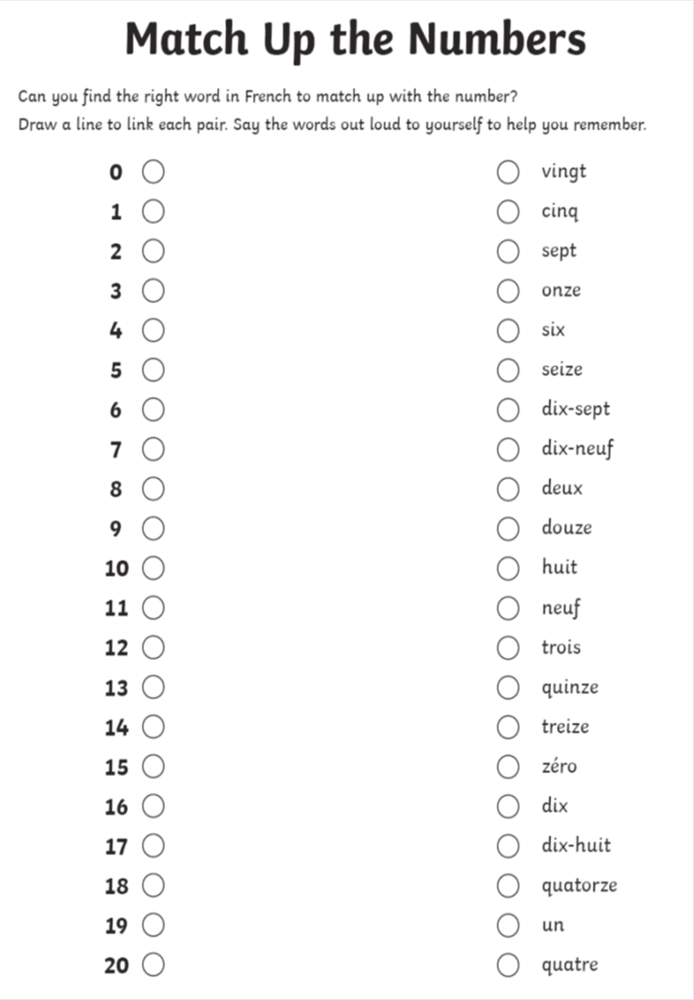 Match Up the Numbers
Can you find the right word in French to match up with the number?
Draw a line to link each pair. Say the words out loud to yourself to help you remember.
0 vingt
1 cinq
2 sept
3 onze
4 six
5 seize
6 dix-sept
7 dix-neuf
8 deux
9 douze
10 huit
11 neuf
12 trois
13 quinze
14 treize
15 zéro
16 dix
17 dix-huit
18 quatorze
19 un
20 quatre